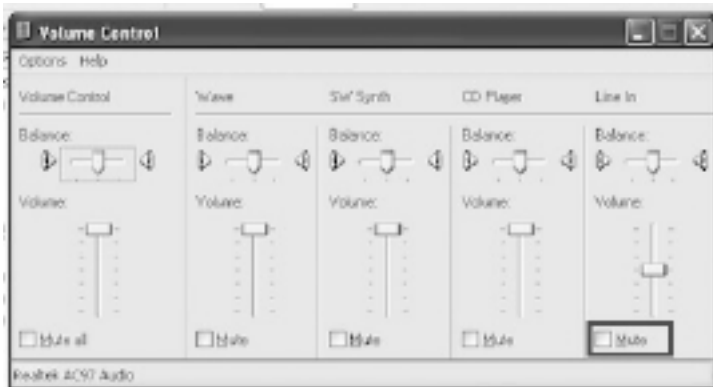 Volume Control
Options Help
Volume Control Wave SW Synth CD Player Line In
Balance: Balance: Balance: Balance: Balance:
Volume: Volume: Volume: Volume: Volume:
Mute all Mute Mute Mute Mute
Realtek AC97 Audio